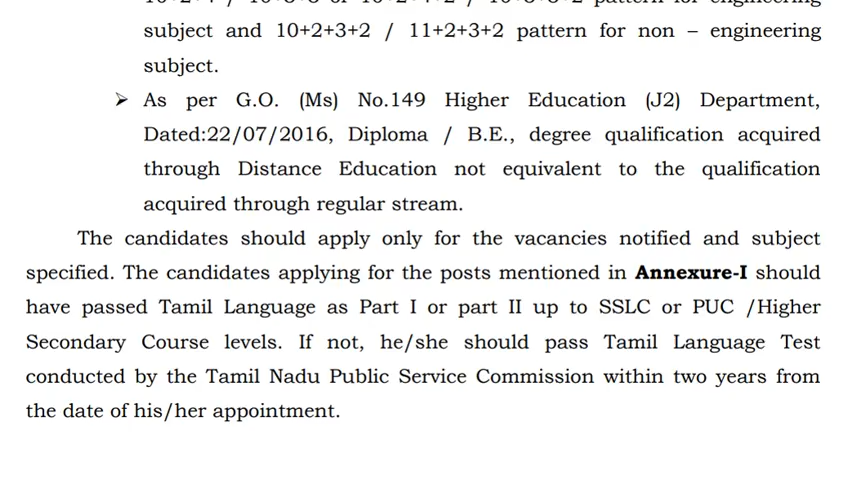 pattern for engineering
subject and 10+2+3+2 / 11+2+3+2 pattern for non – engineering
subject.
➢ As per G.O. (Ms) No.149 Higher Education (J2) Department,
Dated:22/07/2016, Diploma / B.E., degree qualification acquired
through Distance Education not equivalent to the qualification
acquired through regular stream.
The candidates should apply only for the vacancies notified and subject
specified. The candidates applying for the posts mentioned in Annexure-I should
have passed Tamil Language as Part I or part II up to SSLC or PUC /Higher
Secondary Course levels. If not, he/she should pass Tamil Language Test
conducted by the Tamil Nadu Public Service Commission within two years from
the date of his/her appointment.